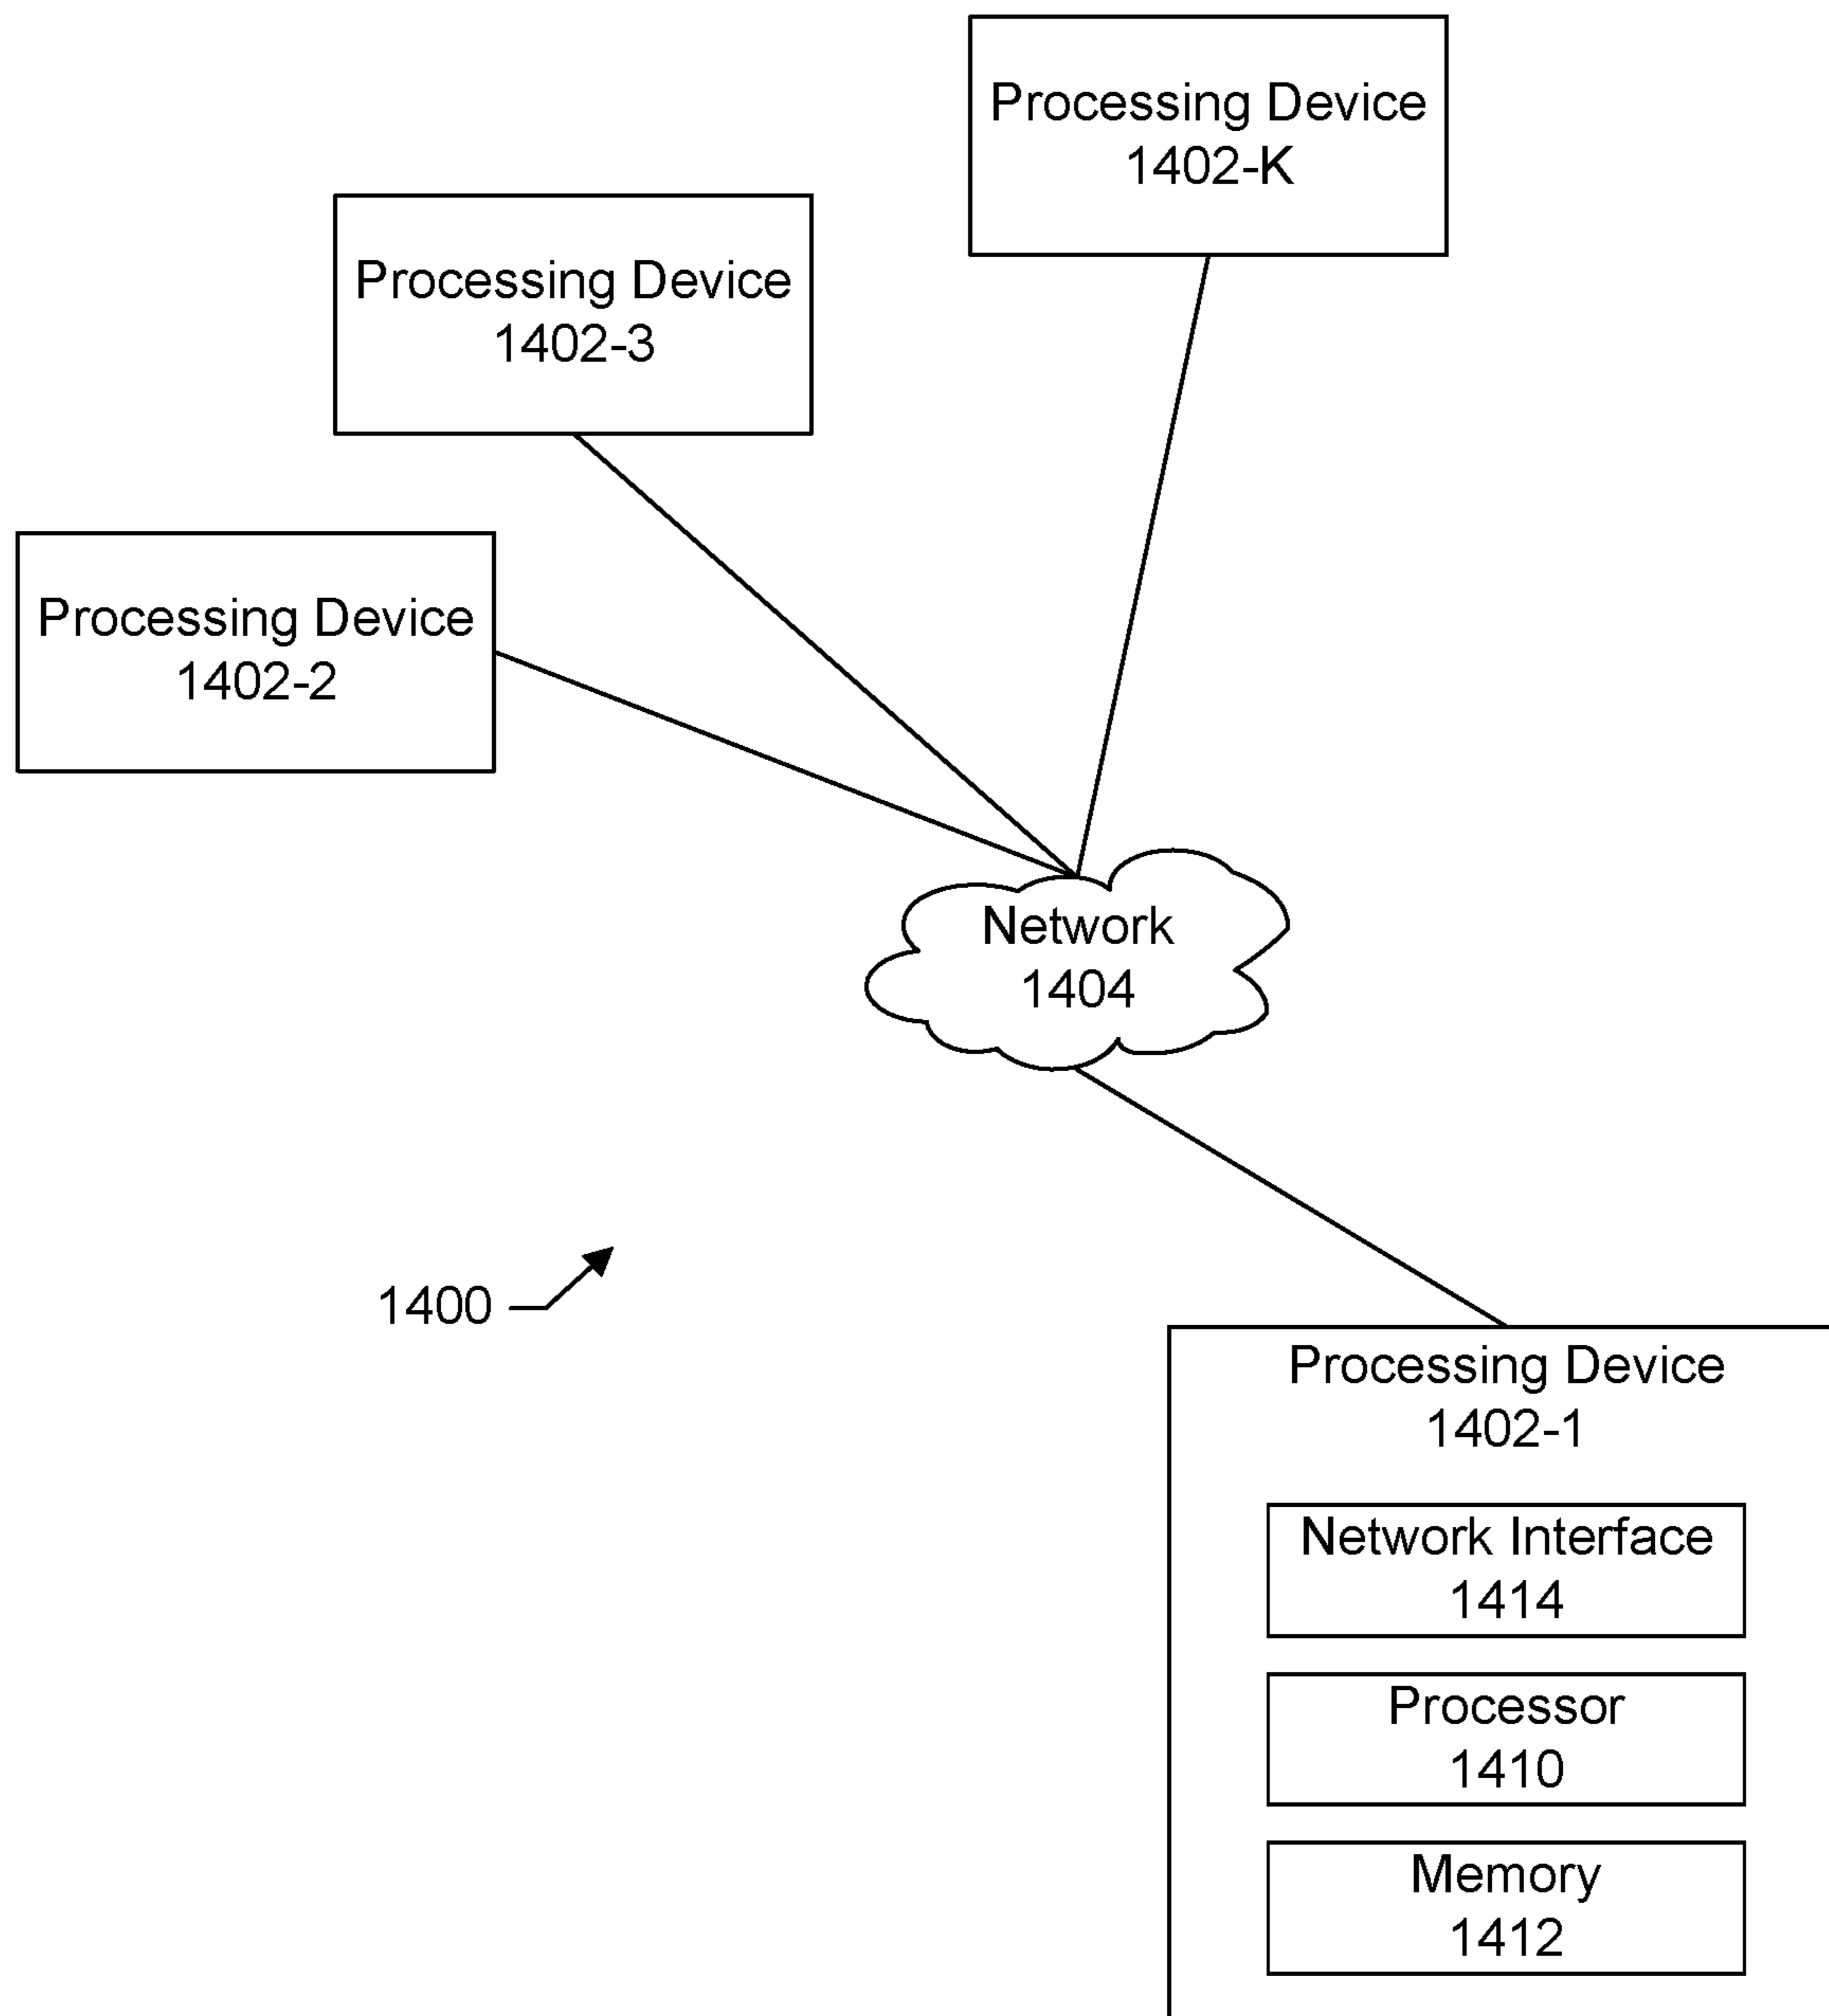 Processing Device
1402-K
Processing Device
1402-3
Processing Device
1402-2
Network
1404
1400
Processing Device
1402-1
Network Interface
1414
Processor
1410
Memory
1412